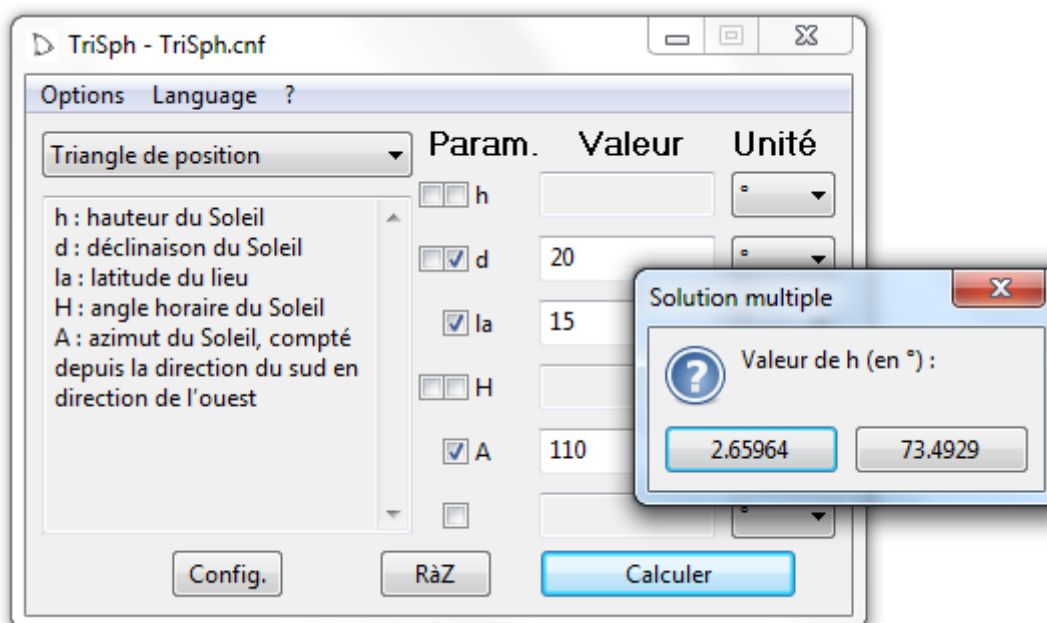 TriSph - TriSph.cnf
Options Language ?
Triangle de position
Param. Valeur Unité
h : hauteur du Soleil
d : déclinaison du Soleil
la : latitude du lieu
H : angle horaire du Soleil
A : azimut du Soleil, compté
depuis la direction du sud en
direction de l'ouest
h °
d 20 °
la 15
H
A 110
°
Solution multiple
Valeur de h (en °) :
2.65964 73.4929
Config. RàZ Calculer